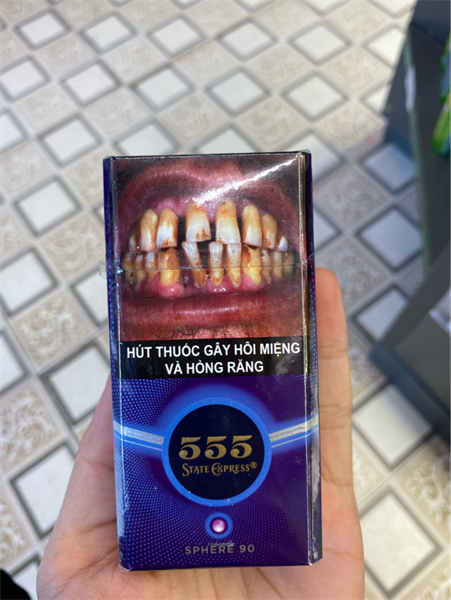 HÚT THUỐC GÂY HÔI MIỆNG
VÀ HỎNG RĂNG
555
STATE EXPRESS®
SPHERE 90